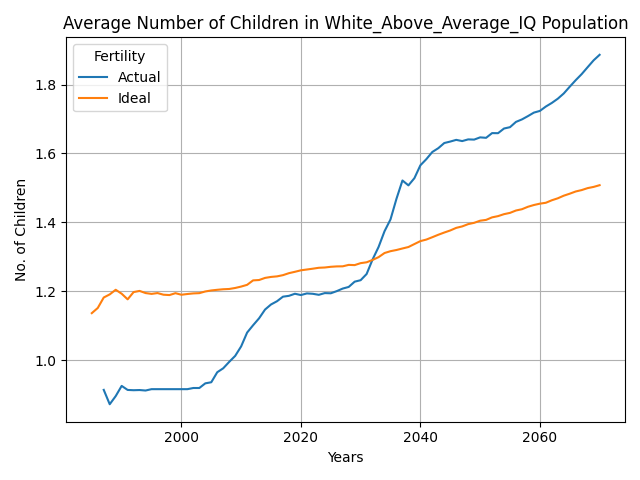 Average Number of Children in White_Above_Average_IQ Population
Fertility
Actual
Ideal
No. of Children
1.8
1.6
1.4
1.2
1.0
2000 2020 2040 2060
Years